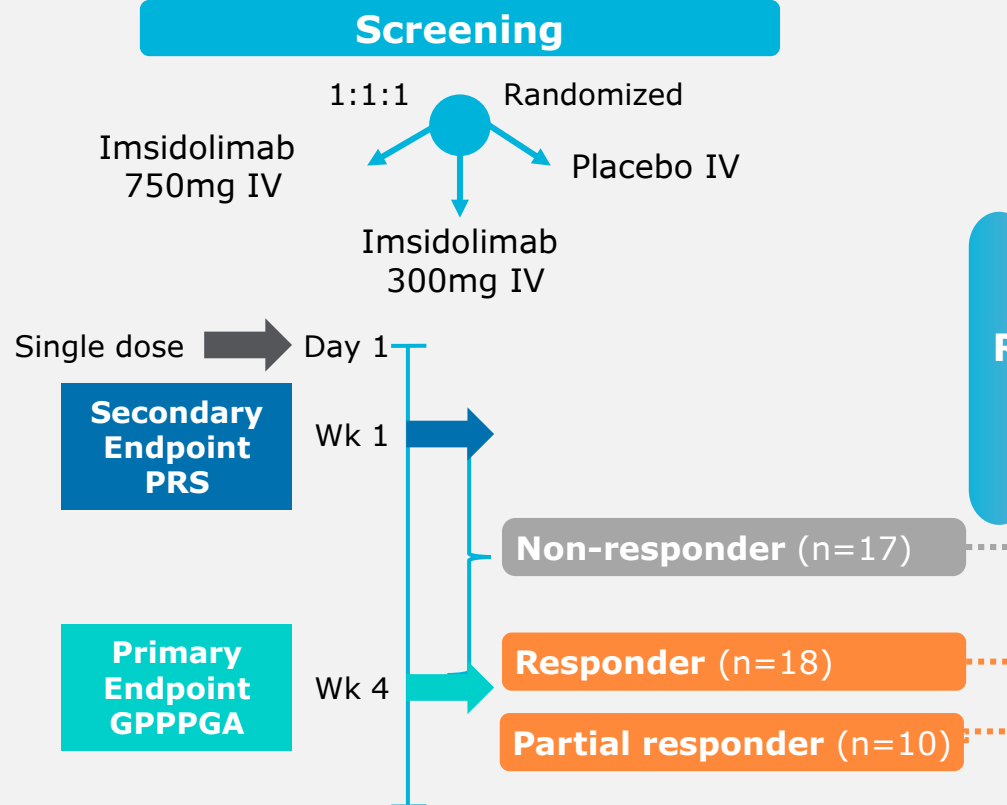 Screening
1:1:1 Randomized
Imsidolimab
750mg IV
Placebo IV
Imsidolimab
300mg IV
Single dose
Day 1
Secondary
Endpoint
PRS
Wk 1
Non-responder (n=17)
Primary
Endpoint
GPPPGA
Wk 4
Responder (n=18)
Partial responder (n=10)